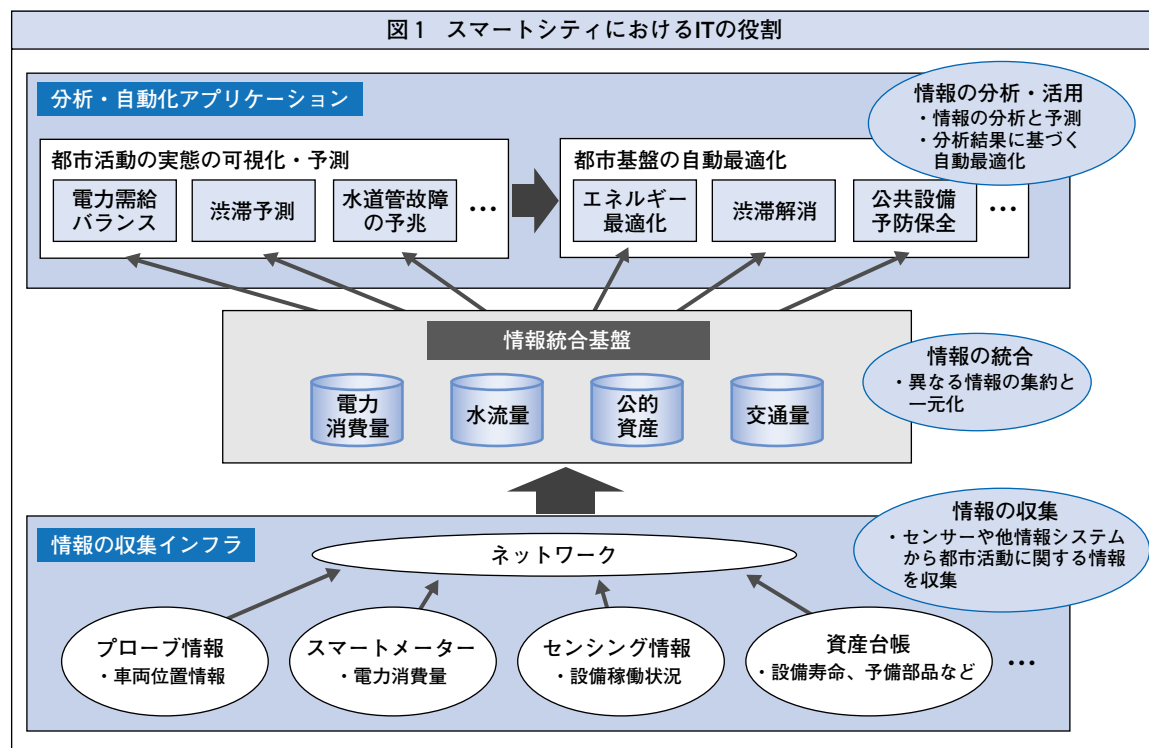 図1 スマートシティにおけるITの役割
分析・自動化アプリケーション
情報の分析・活用
・情報の分析と予測
・分析結果に基づく
自動最適化
都市活動の実態の可視化・予測
電力需給
バランス
渋滞予測
水道管故障
の予兆
…
都市基盤の自動最適化
エネルギー
最適化
渋滞解消
公共設備
予防保全
…
情報統合基盤
電力
消費量
水流量
公的
資産
交通量
情報の統合
・異なる情報の集約と
一元化
情報の収集インフラ
ネットワーク
情報の収集
・センサーや他情報システム
から都市活動に関する情報
を収集
プローブ情報
・車両位置情報
スマートメーター
・電力消費量
センシング情報
・設備稼働状況
資産台帳
・設備寿命、予備部品など
…